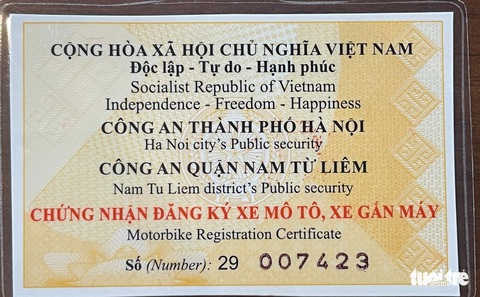 CỘNG HÒA XÃ HỘI CHỦ NGHĨA VIỆT NAM
Độc lập - Tự do - Hạnh phúc
Socialist Republic of Vietnam
Independence - Freedom - Happiness
CÔNG AN THÀNH PHỐ HÀ NỘI
Ha Noi city's Public security
CÔNG AN QUẬN NAM TỪ LIÊM
Nam Tu Liem district's Public security
CHỨNG NHẬN ĐĂNG KÝ XE MÔ TÔ, XE GẮN MÁY
Motorbike Registration Certificate
Số (Number): 29 007423
tuổi trẻ